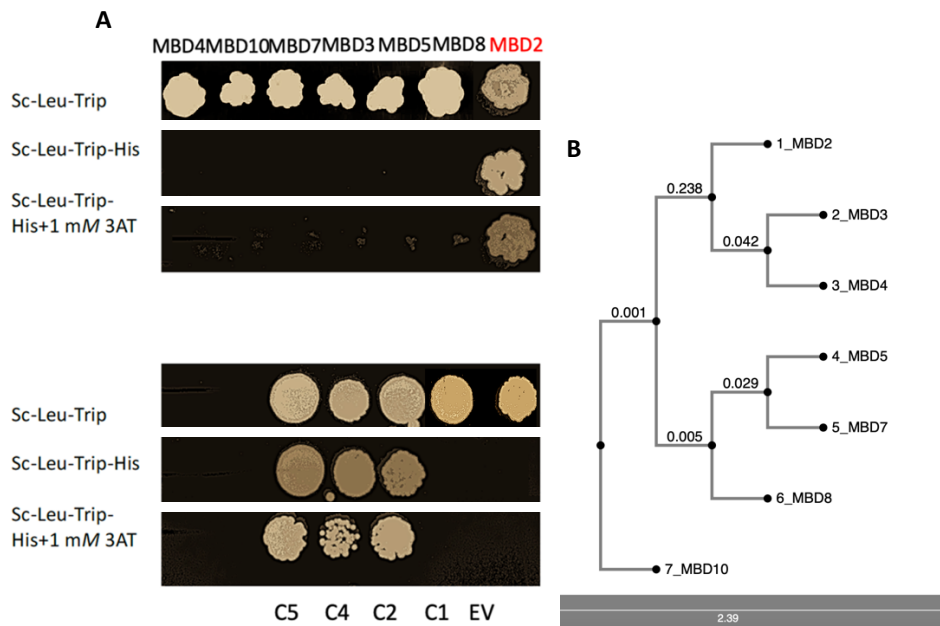 A
MBD4MBD10MBD7MBD3 MBD5MBD8 MBD2
Sc-Leu-Trip
Sc-Leu-Trip-His
Sc-Leu-Trip-
His+1 mM 3AT
Sc-Leu-Trip
Sc-Leu-Trip-His
Sc-Leu-Trip-
His+1 mM 3AT
C5 C4 C2 C1 EV
B
1_MBD2
0.238
2_MBD3
0.042
3_MBD4
0.001
4_MBD5
0.029
5_MBD7
0.005
6_MBD8
7_MBD10
2.39